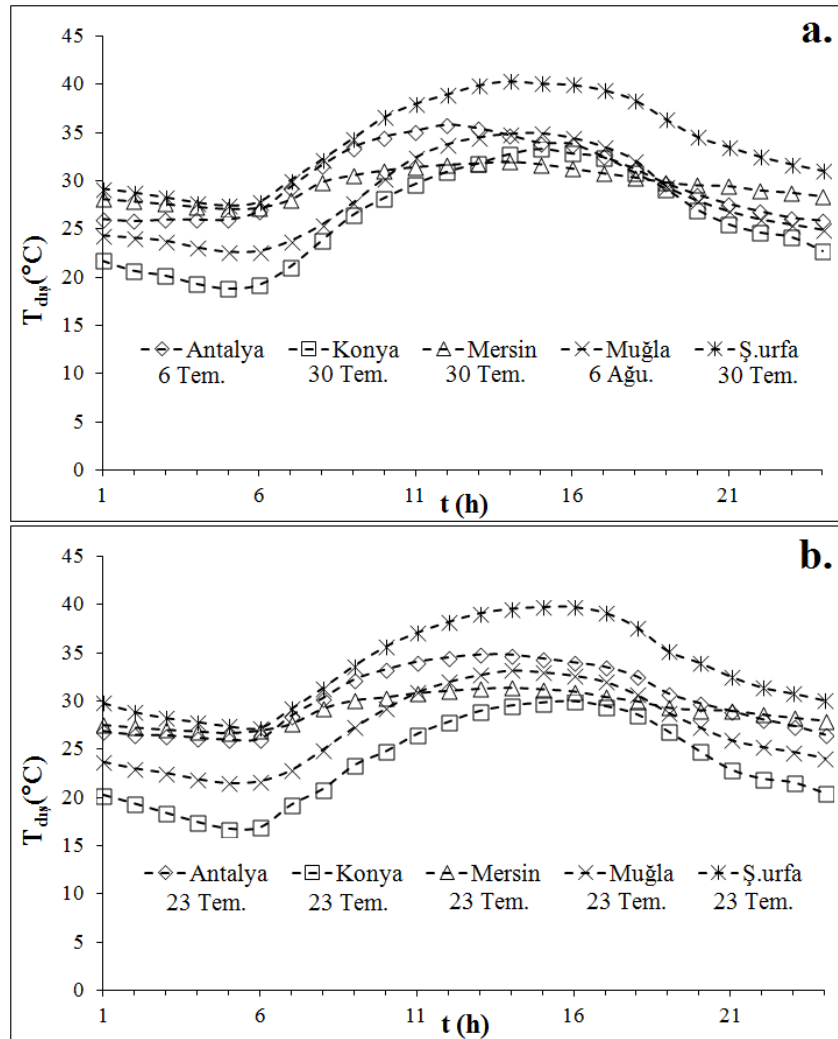 a.
45
40
35
30
25
20
15
10
5
0
T dış(°C)
Antalya Konya Mersin Muğla Ş.urfa
6 Tem. 30 Tem. 30 Tem. 6 Ağu. 30 Tem.
1 6 11 16 21
t (h)
b.
45
40
35
30
25
20
15
10
5
0
T dış(°C)
Antalya Konya Mersin Muğla Ş.urfa
23 Tem. 23 Tem. 23 Tem. 23 Tem. 23 Tem.
1 6 11 16 21
t (h)